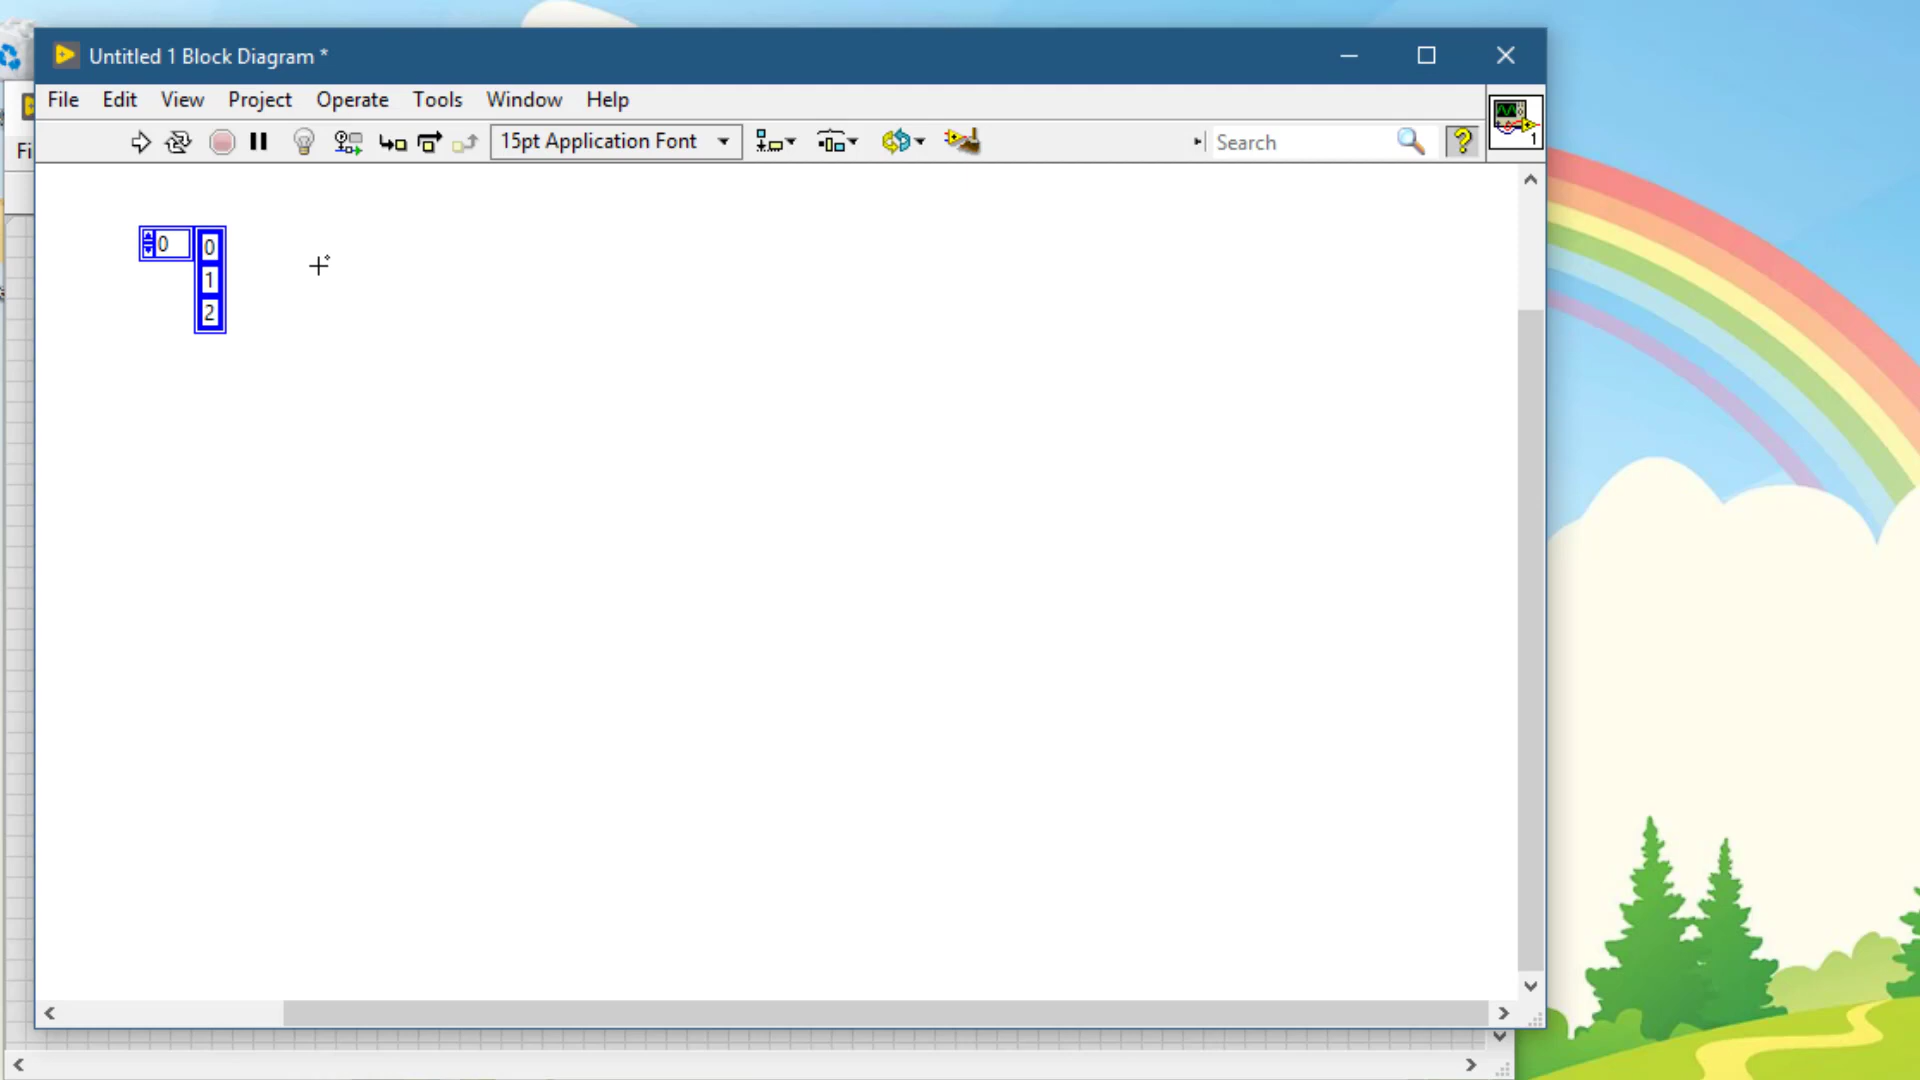 Untitled 1 Block Diagram *
File Edit View Project Operate Tools Window Help
15pt Application Font
Search
?
1
Fi
0 0
1
2